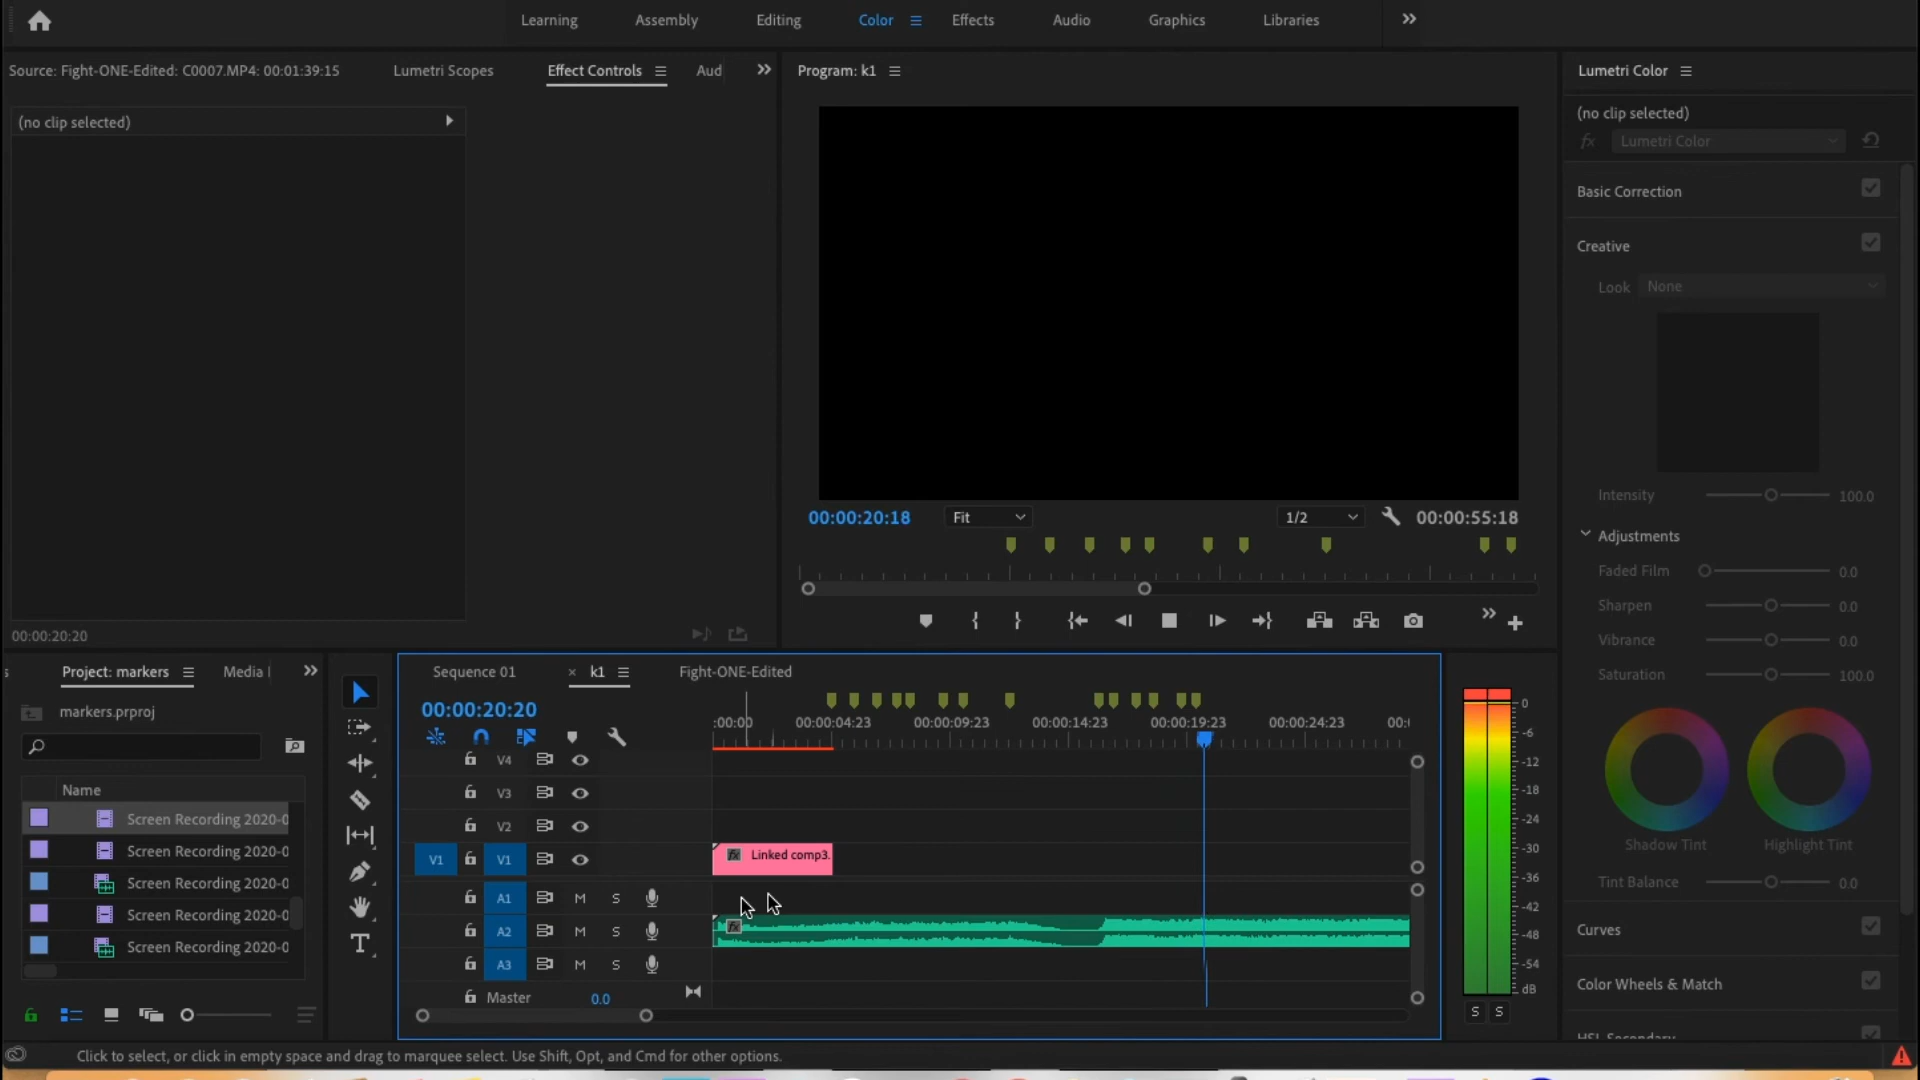 Learning Assembly Editing Color Effects Audio Graphics Libraries
Source: Fight-ONE-Edited: C0007.MP4: 00:01:39:15 Lumetri Scopes Effect Controls Aud
Program: k1
Lumetri Color
(no clip selected)
(no clip selected)
fx Lumetri Color
Basic Correction
Creative
Look None
Intensity 100.0
Adjustments
Faded Film 0.0
Sharpen 0.0
Vibrance 0.0
Saturation 100.0
Shadow Tint Highlight Tint
Tint Balance 0.0
Curves
Color Wheels & Match
HSL Secondary
00:00:20:18 Fit 1/2 00:00:55:18
00:00:20:20
Project: markers Media
markers.prproj
Name
Screen Recording 2020-0
Screen Recording 2020-0
Screen Recording 2020-0
Screen Recording 2020-0
Screen Recording 2020-0
Sequence 01 × k1 Fight-ONE-Edited
00:00:20:20
:00:00 00:00:04:23 00:00:09:23 00:00:14:23 00:00:19:23 00:00:24:23 00:
V4
V3
V2
V1 V1 fx Linked comp3.
A1 M S
A2 M S
A3 M S
Master 0.0
0
-6
-12
-18
-24
-30
-36
-42
-48
-54
dB
S S
Click to select, or click in empty space and drag to marquee select. Use Shift, Opt, and Cmd for other options.